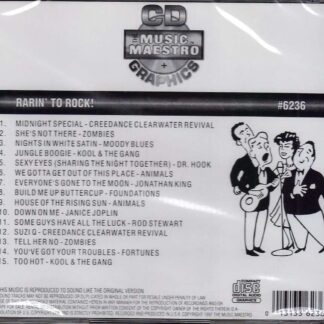 CD
THE MUSIC
MAESTRO
+
GRAPHICS
RARIN' TO ROCK!
#6236
1. MIDNIGHT SPECIAL - CREEDANCE CLEARWATER REVIVAL
2. SHE'S NOT THERE - ZOMBIES
3. NIGHTS IN WHITE SATIN - MOODY BLUES
4. JUNGLE BOOGIE - KOOL & THE GANG
5. SEXY EYES (SHARING THE NIGHT TOGETHER) - DR. HOOK
6. WE GOTTA GET OUT OF THIS PLACE - ANIMALS
7. EVERYONE'S GONE TO THE MOON - JONATHAN KING
8. BUILD ME UP BUTTERCUP - FOUNDATIONS
9. HOUSE OF THE RISING SUN - ANIMALS
10. DOWN ON ME - JANICE JOPLIN
11. SOME GUYS HAVE ALL THE LUCK - ROD STEWART
12. SUZI Q - CREEDANCE CLEARWATER REVIVAL
13. TELL HER NO - ZOMBIES
14. YOU'VE GOT YOUR TROUBLES - FORTUNES
15. TOO HOT - KOOL & THE GANG
THIS MUSIC IS REPRODUCED TO SOUND LIKE THE ORIGINAL VERSION
COMPACT
disc
DIGITAL AUDIO
GRAPHICS